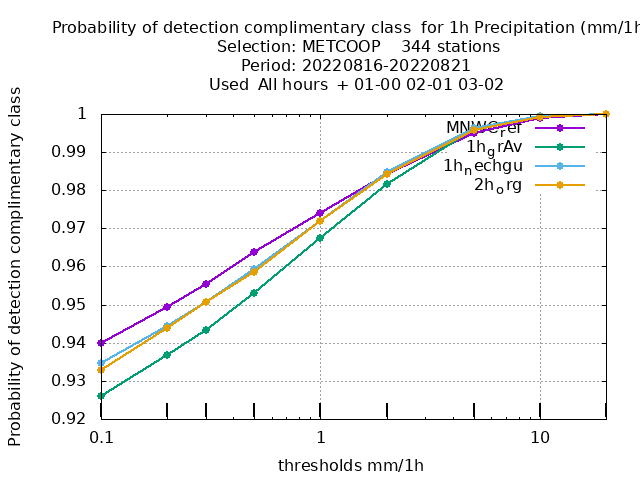 Probability of detection complimentary class  for 1h Precipitation (mm/1h
Selection: METCOOP    344 stations
Period: 20220816-20220821
Used  All hours  + 01-00 02-01 03-02
Probability of detection complimentary class
1
0.99
0.98
0.97
0.96
0.95
0.94
0.93
0.92
MNWC_ref
1h_grAv
1h_nechgu
2h_org
0.1
1
10
thresholds mm/1h